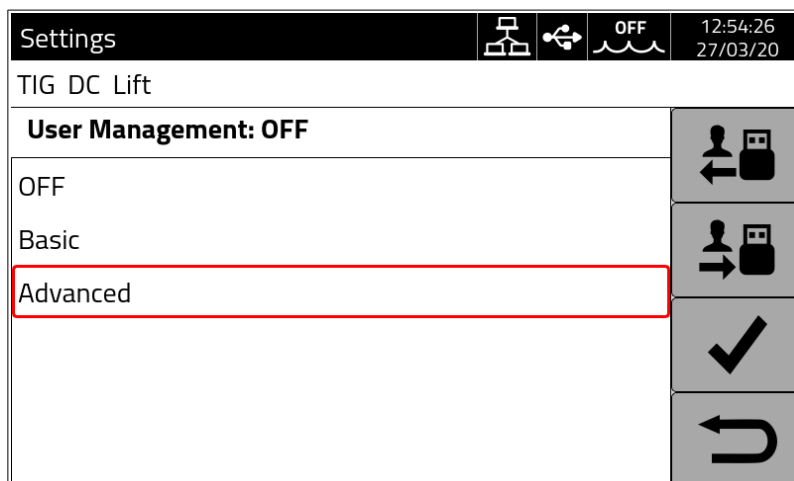 Settings
OFF
12:54:26
27/03/20
TIG DC Lift
User Management: OFF
OFF
Basic
Advanced